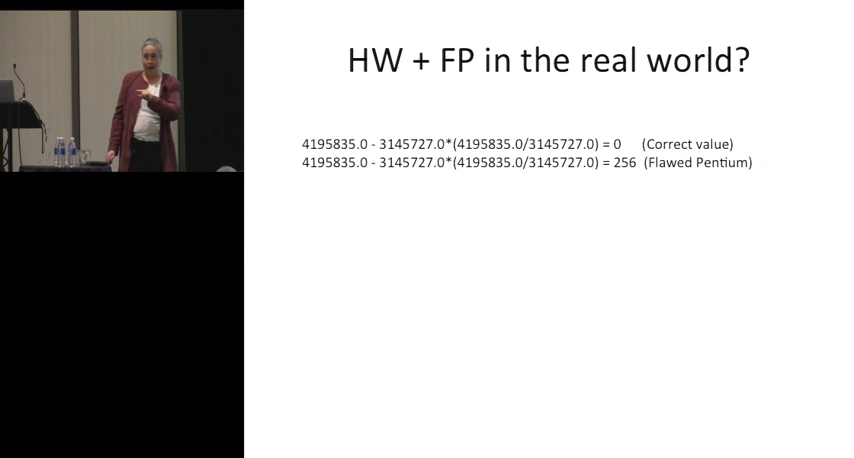 HW + FP in the real world?
4195835.0 - 3145727.0*(4195835.0/3145727.0) = 0 (Correct value)
4195835.0 - 3145727.0*(4195835.0/3145727.0) = 256 (Flawed Pentium)